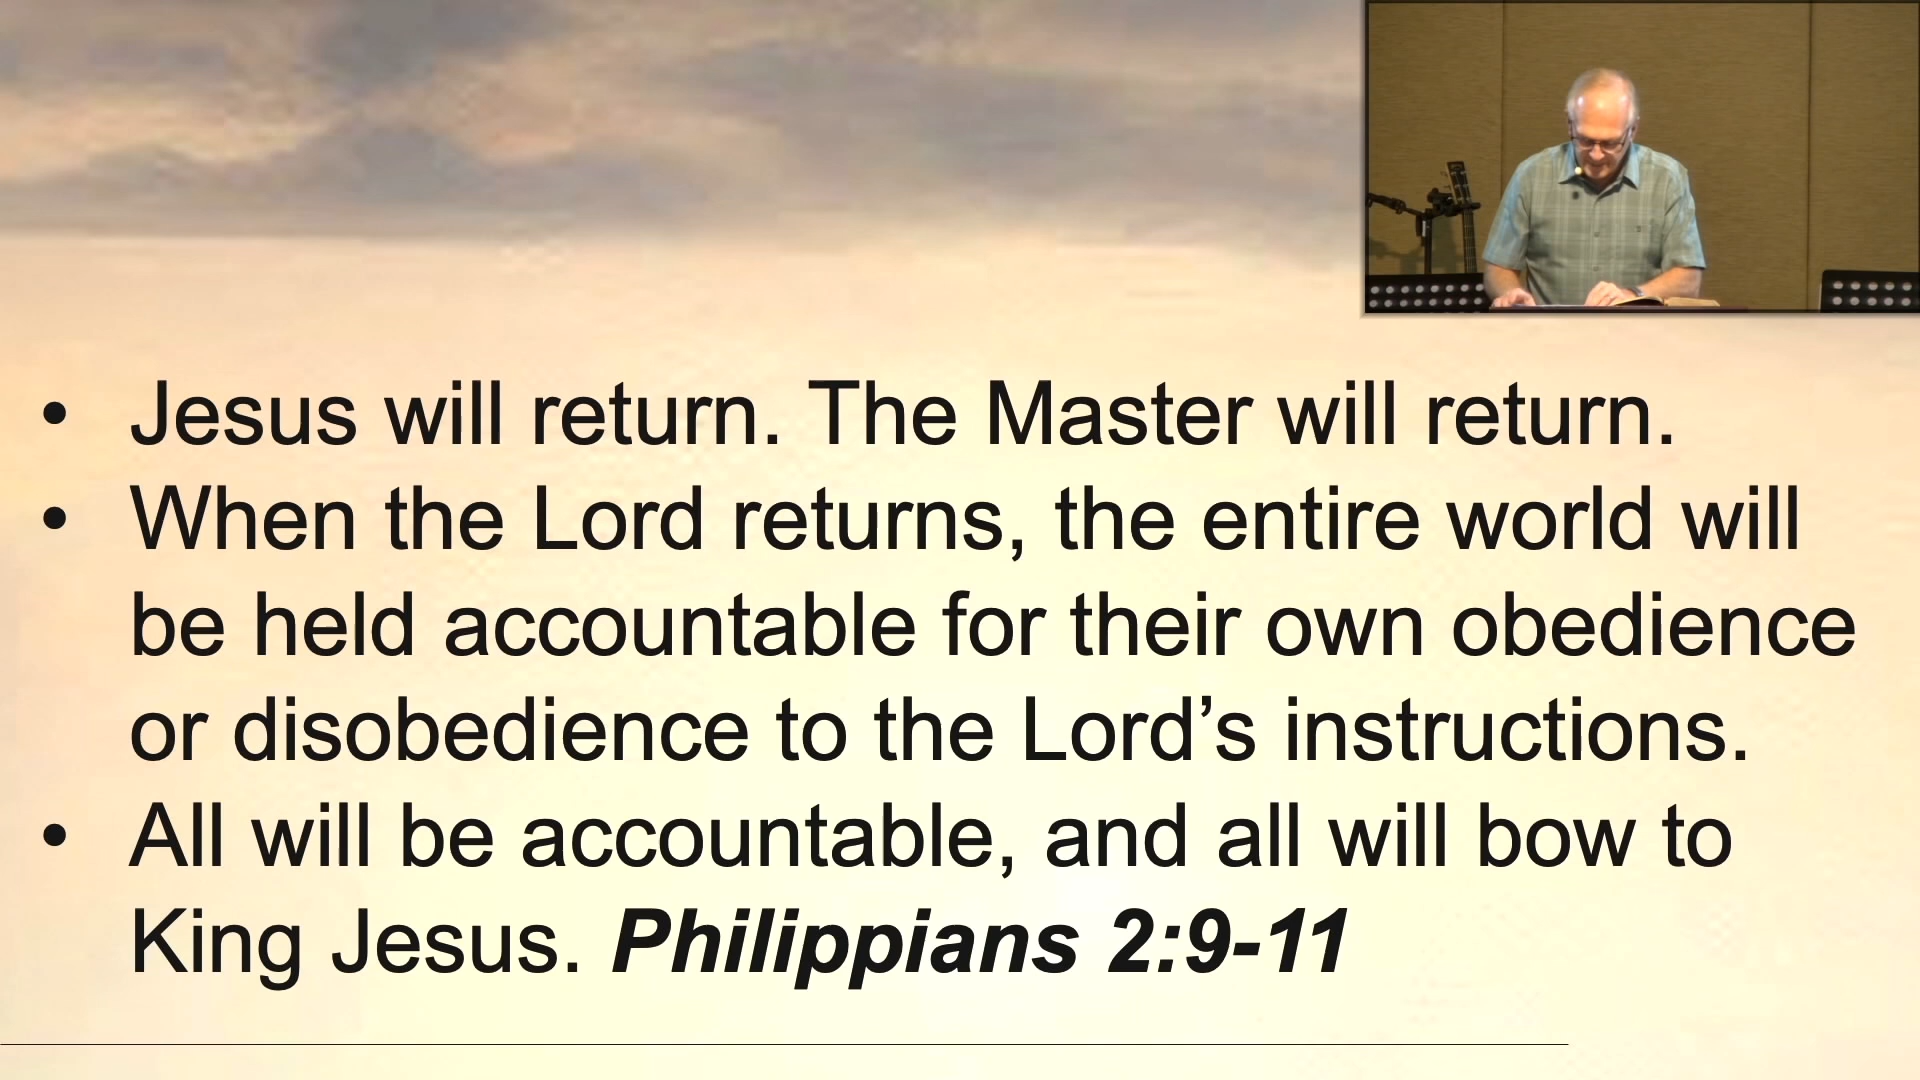 • Jesus will return. The Master will return.
• When the Lord returns, the entire world will
be held accountable for their own obedience
or disobedience to the Lord’s instructions.
• All will be accountable, and all will bow to
King Jesus. Philippians 2:9-11